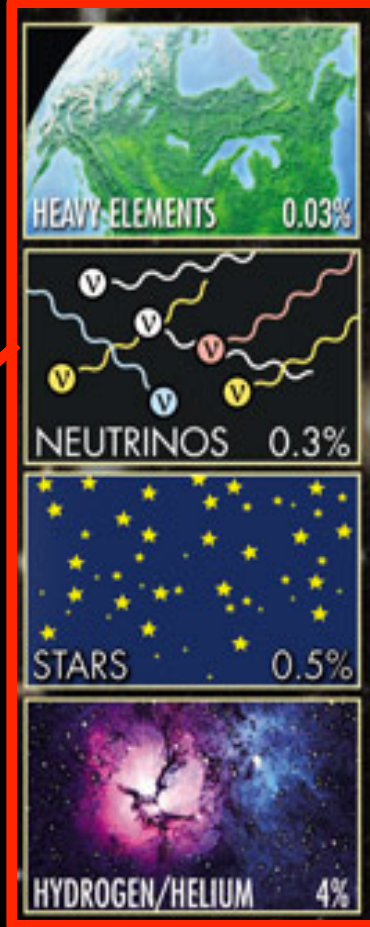 HEAVY ELEMENTS 0.03%
V
V
V
V
V
V
NEUTRINOS 0.3%
STARS 0.5%
HYDROGEN/HELIUM 4%